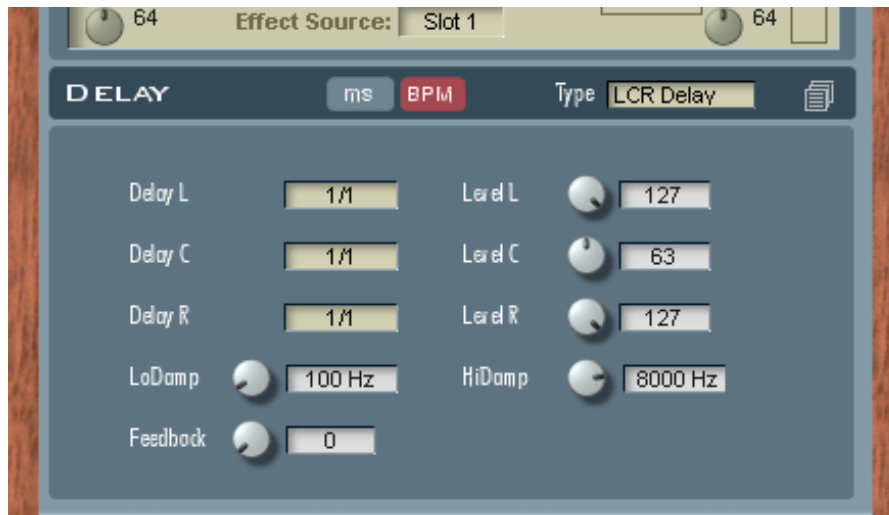 64 Effect Source: Slot 1 64
DELAY ms BPM Type LCR Delay
Delay L 1/1 Level L 127
Delay C 1/1 Level C 63
Delay R 1/1 Level R 127
LoDamp 100 Hz HiDamp 8000 Hz
Feedback 0